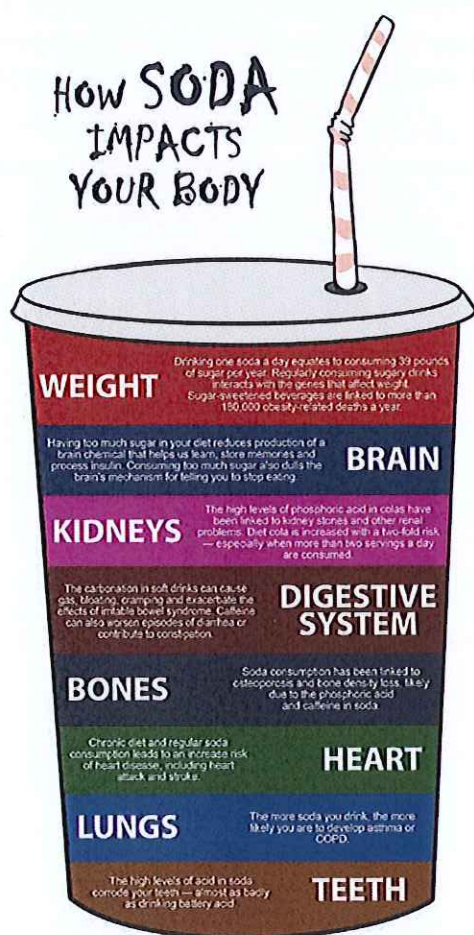 HOW SODA
IMPACTS
YOUR BODY
WEIGHT
Drinking one soda a day equates to consuming 39 pounds
of sugar per year. Regularly consuming sugary drinks
interacts with the genes that affect weight.
Sugar-sweetened beverages are linked to more than
180,000 obesity-related deaths a year.
Having too much sugar in your diet reduces production of a
brain chemical that helps us learn, store memories and
process insulin. Consuming too much sugar also dulls the
brain's mechanism for telling you to stop eating.
BRAIN
KIDNEYS
The high levels of phosphoric acid in colas have
been linked to kidney stones and other renal
problems. Diet cola is increased with a two-fold risk
— especially when more than two servings a day
are consumed.
The carbonation in soft drinks can cause
gas, bloating, cramping and exacerbate the
effects of irritable bowel syndrome. Caffeine
can also worsen episodes of diarrhea or
contribute to constipation.
DIGESTIVE
SYSTEM
BONES
Soda consumption has been linked to
osteoporosis and bone density loss, likely
due to the phosphoric acid
and caffeine in soda.
Chronic diet and regular soda
consumption leads to an increase risk
of heart disease, including heart
attack and stroke.
HEART
LUNGS
The more soda you drink, the more
likely you are to develop asthma or
COPD.
The high levels of acid in soda
corrode your teeth — almost as badly
as drinking battery acid
TEETH